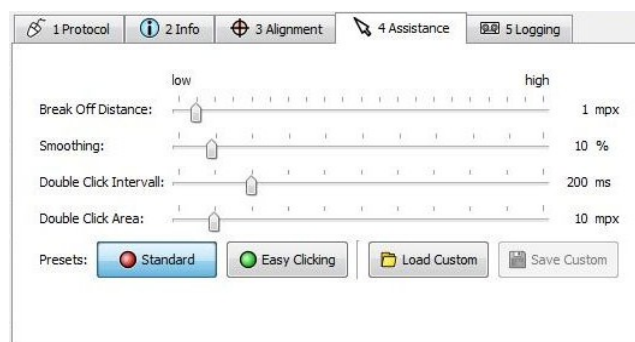 1 Protocol 2 Info 3 Alignment 4 Assistance 5 Logging
low high
Break Off Distance: 1 mpx
Smoothing: 10 %
Double Click Intervall: 200 ms
Double Click Area: 10 mpx
Presets: Standard Easy Clicking Load Custom Save Custom